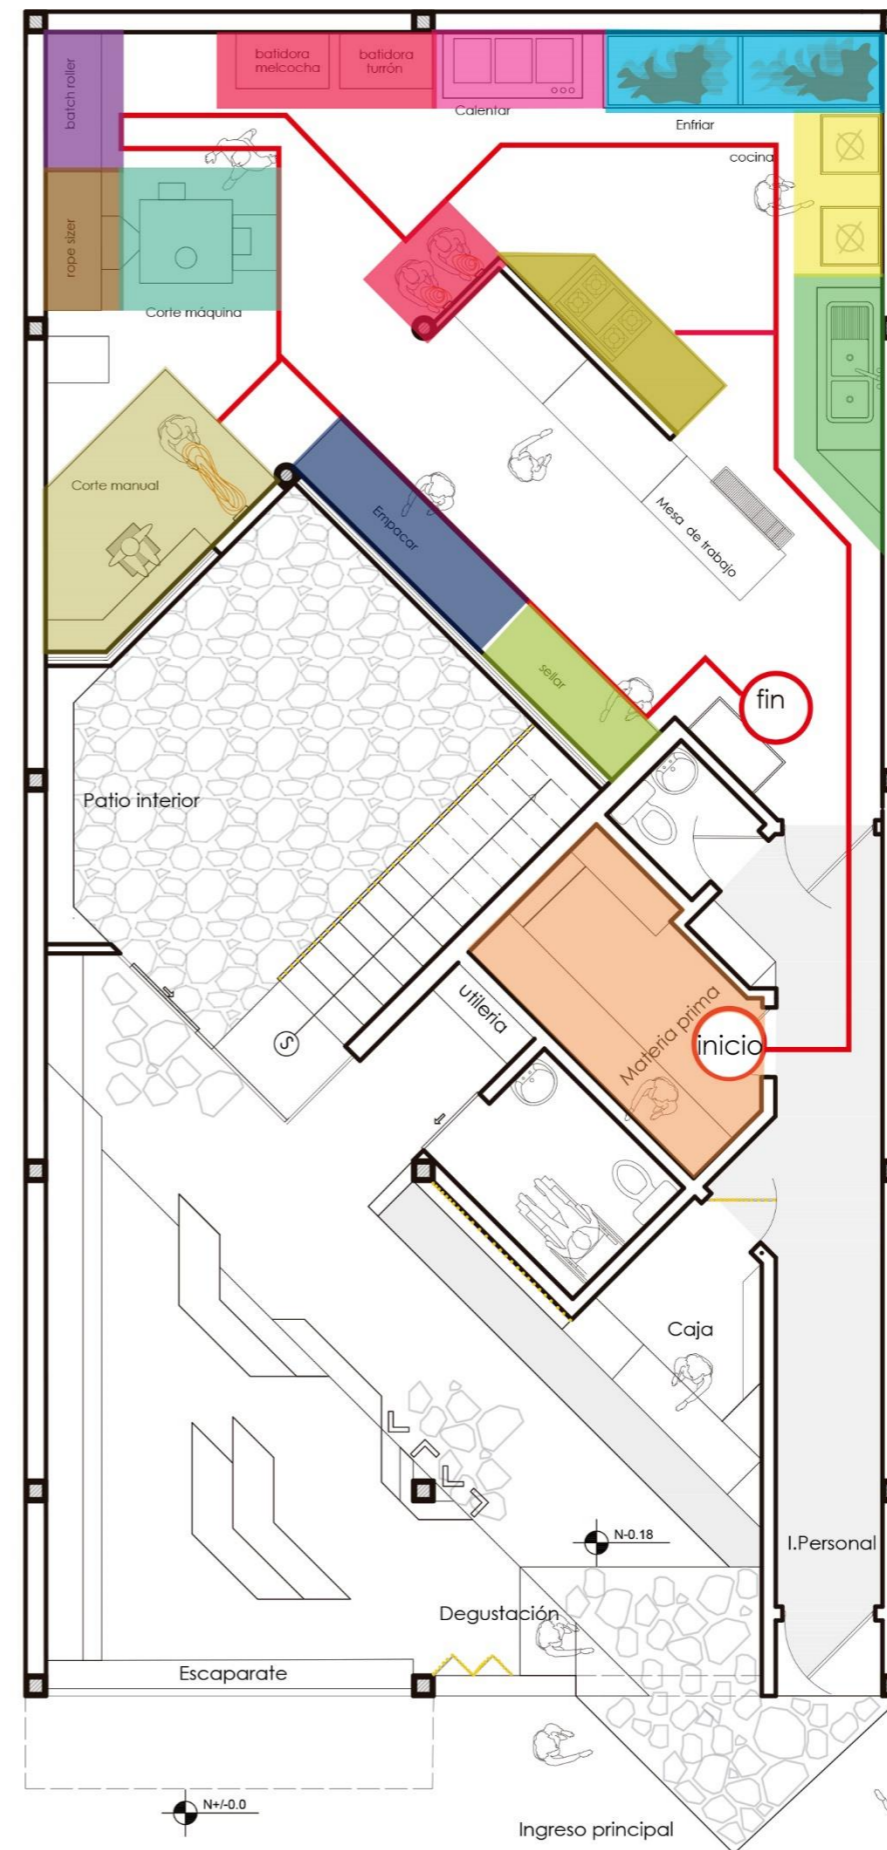 batch roller
batidora
melcocha
batidora
turrón
Calentar
Enfriar
cocina
rope sizer
Corte máquina
Corte manual
Empacar
Mesa de trabajo
sellar
fin
Patio interior
utileria
Materia prima
inicio
S
Caja
N-0.18
I.Personal
Degustación
Escaparate
N+/-0.0
Ingreso principal